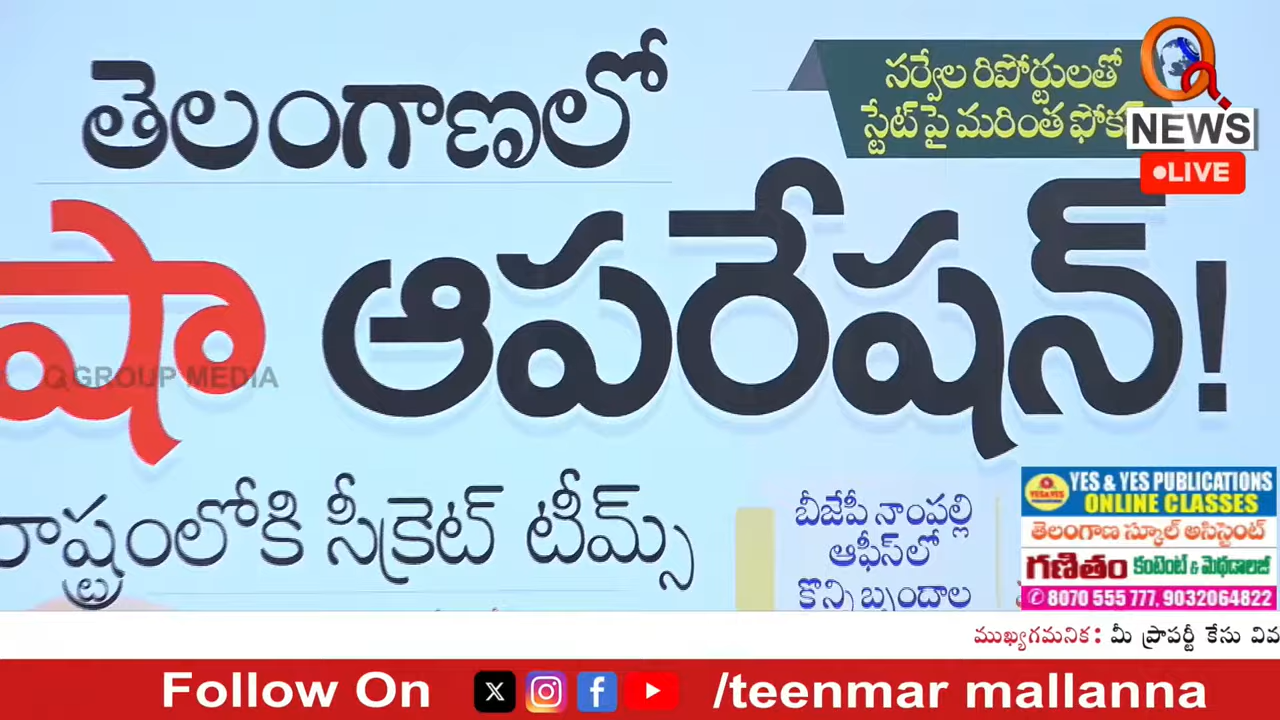 తెలంగాణలో
సర్వేల రిపోర్టులతో
స్టేట్‌పై మరింత
NEWS
LIVE
షా ఆపరేషన్!
Q GROUP MEDIA
రాష్ట్రంలోకి సీక్రెట్ టీమ్స్
బీజేపీ నాంపల్లి
ఆఫీస్‌లో
కొన్ని బృందాల
YES & YES PUBLICATIONS
ONLINE CLASSES
తెలంగాణ స్కూల్ అసిస్టెంట్
గణితం కంటెంట్ & మెథడాలజీ
8070 555 777, 9032064822
ముఖ్యగమనిక: మీ ప్రాపర్టీ కేసు వివ
Follow On /teenmar mallanna